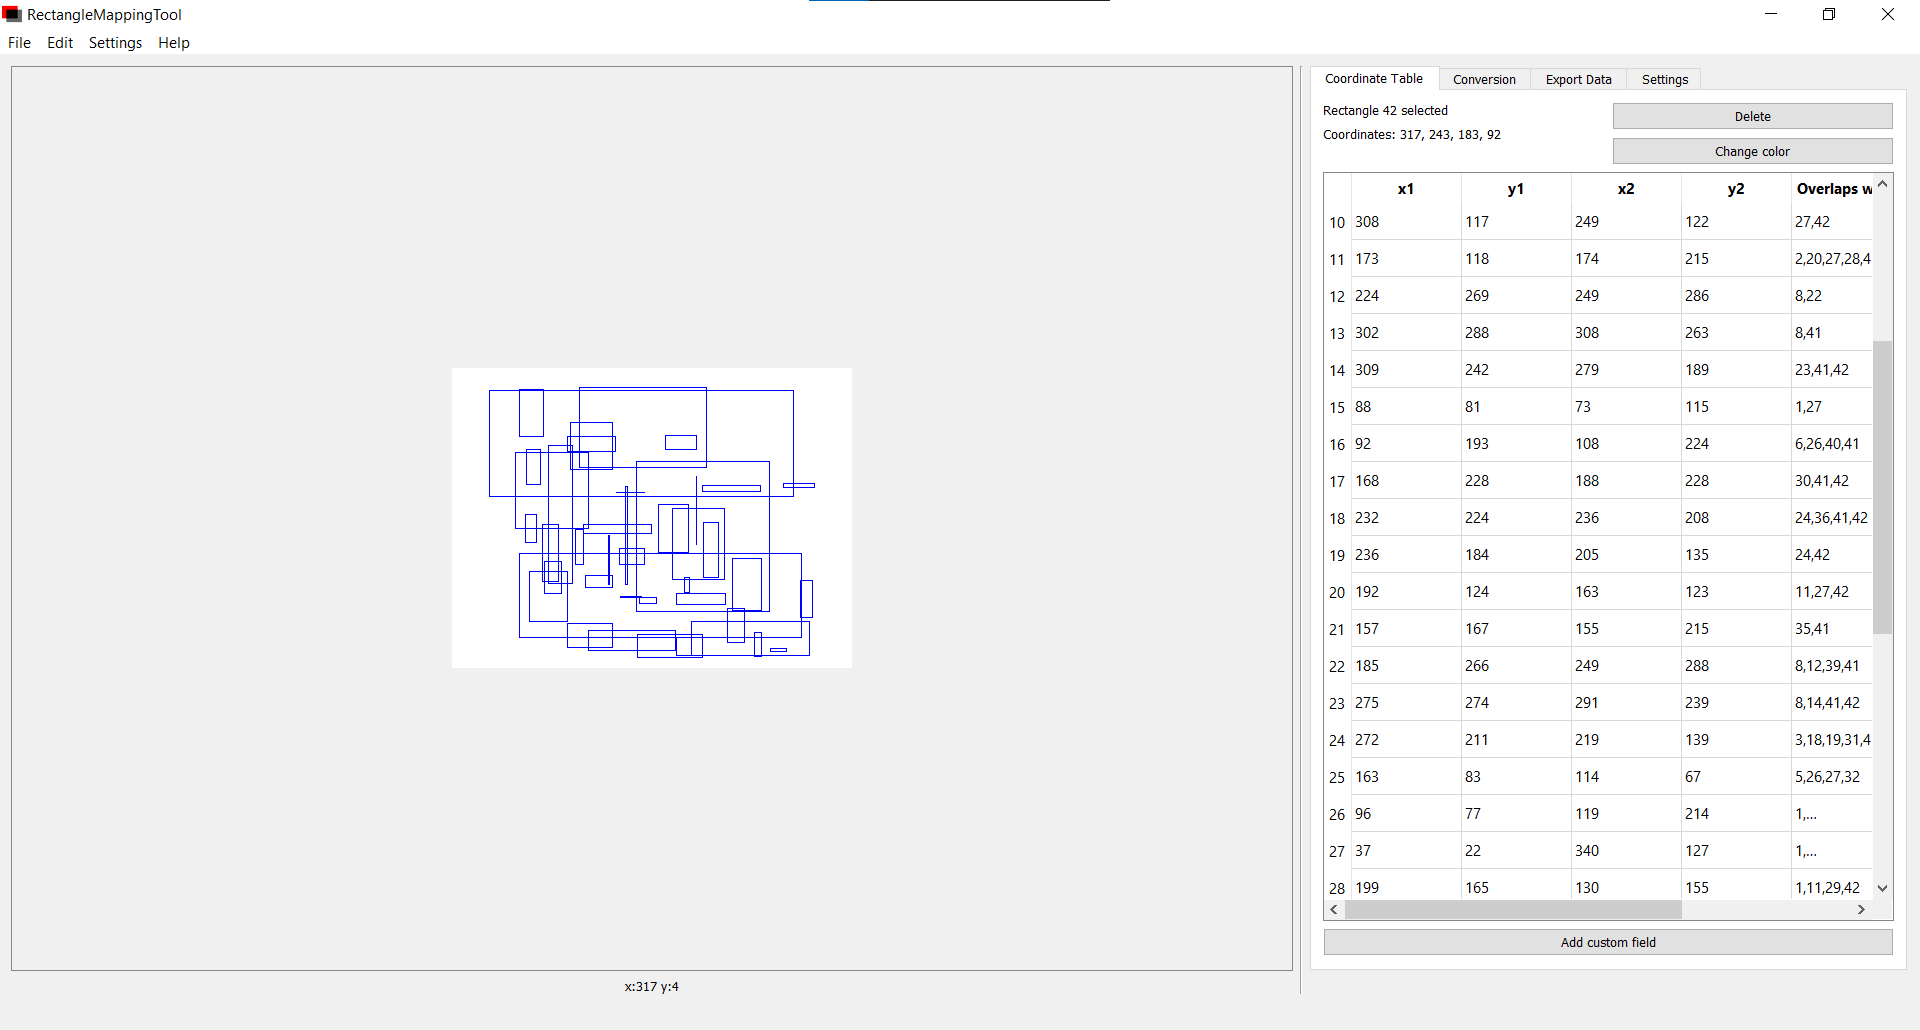 RectangleMappingTool
File Edit Settings Help
Coordinate Table Conversion Export Data Settings
Rectangle 42 selected
Delete
Coordinates: 317, 243, 183, 92
Change color
x1 y1 x2 y2 Overlaps w
10 308 117 249 122 27,42
11 173 118 174 215 2,20,27,28,4
12 224 269 249 286 8,22
13 302 288 308 263 8,41
14 309 242 279 189 23,41,42
15 88 81 73 115 1,27
16 92 193 108 224 6,26,40,41
17 168 228 188 228 30,41,42
18 232 224 236 208 24,36,41,42
19 236 184 205 135 24,42
20 192 124 163 123 11,27,42
21 157 167 155 215 35,41
22 185 266 249 288 8,12,39,41
23 275 274 291 239 8,14,41,42
24 272 211 219 139 3,18,19,31,4
25 163 83 114 67 5,26,27,32
26 96 77 119 214 1,...
27 37 22 340 127 1,...
28 199 165 130 155 1,11,29,42
Add custom field
x:317 y:4